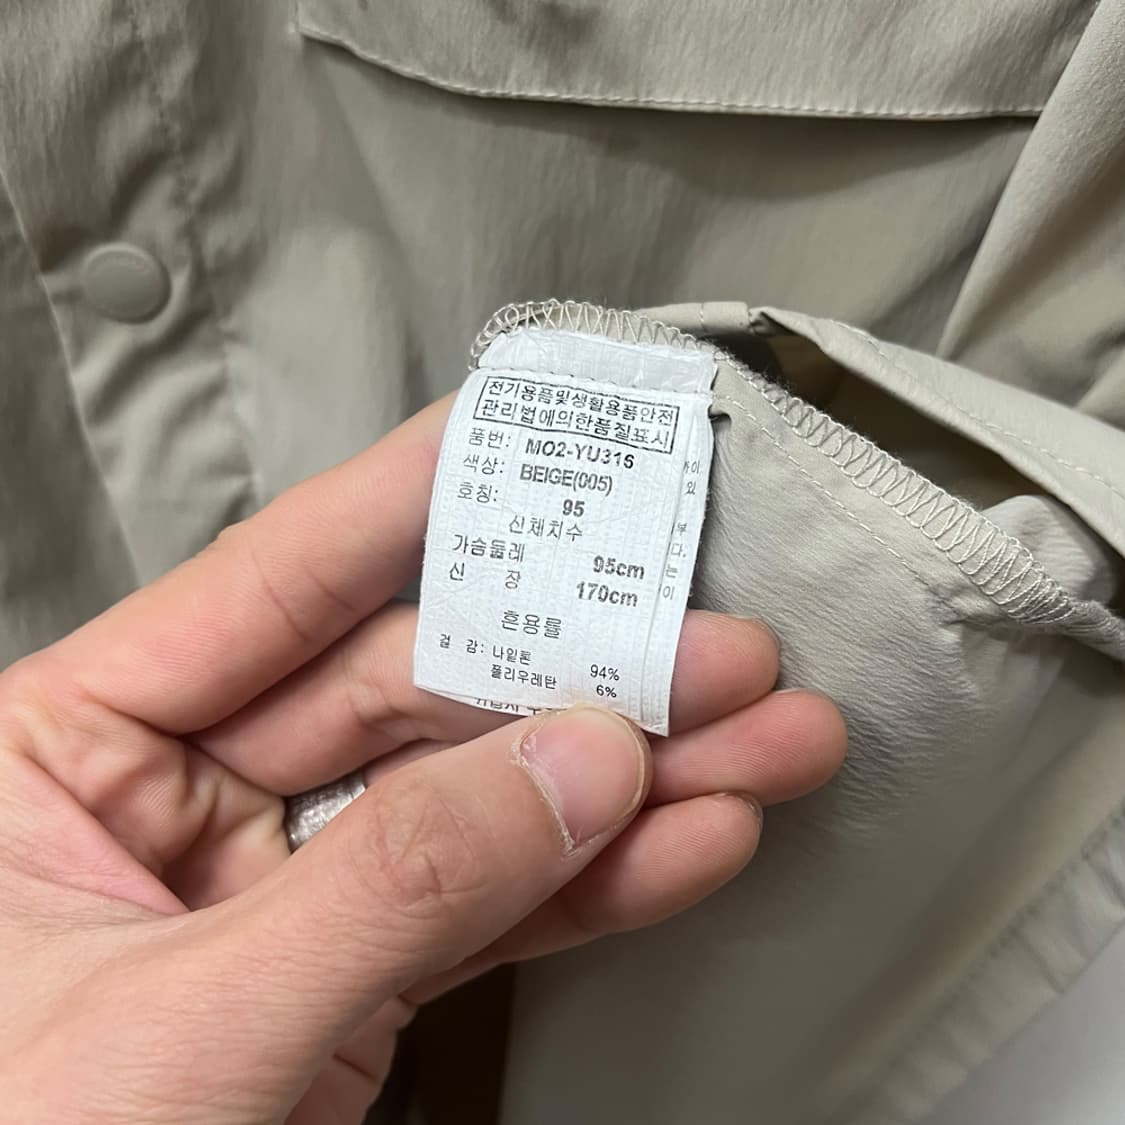 전기용품및생활용품안전
관리법에의한품질표시
품번: MO2-YU316
색상: BEIGE(005)
호칭: 95
신체치수
가슴둘레 95cm
신 장 170cm
혼용률
겉 감: 나일론 94%
폴리우레탄 6%